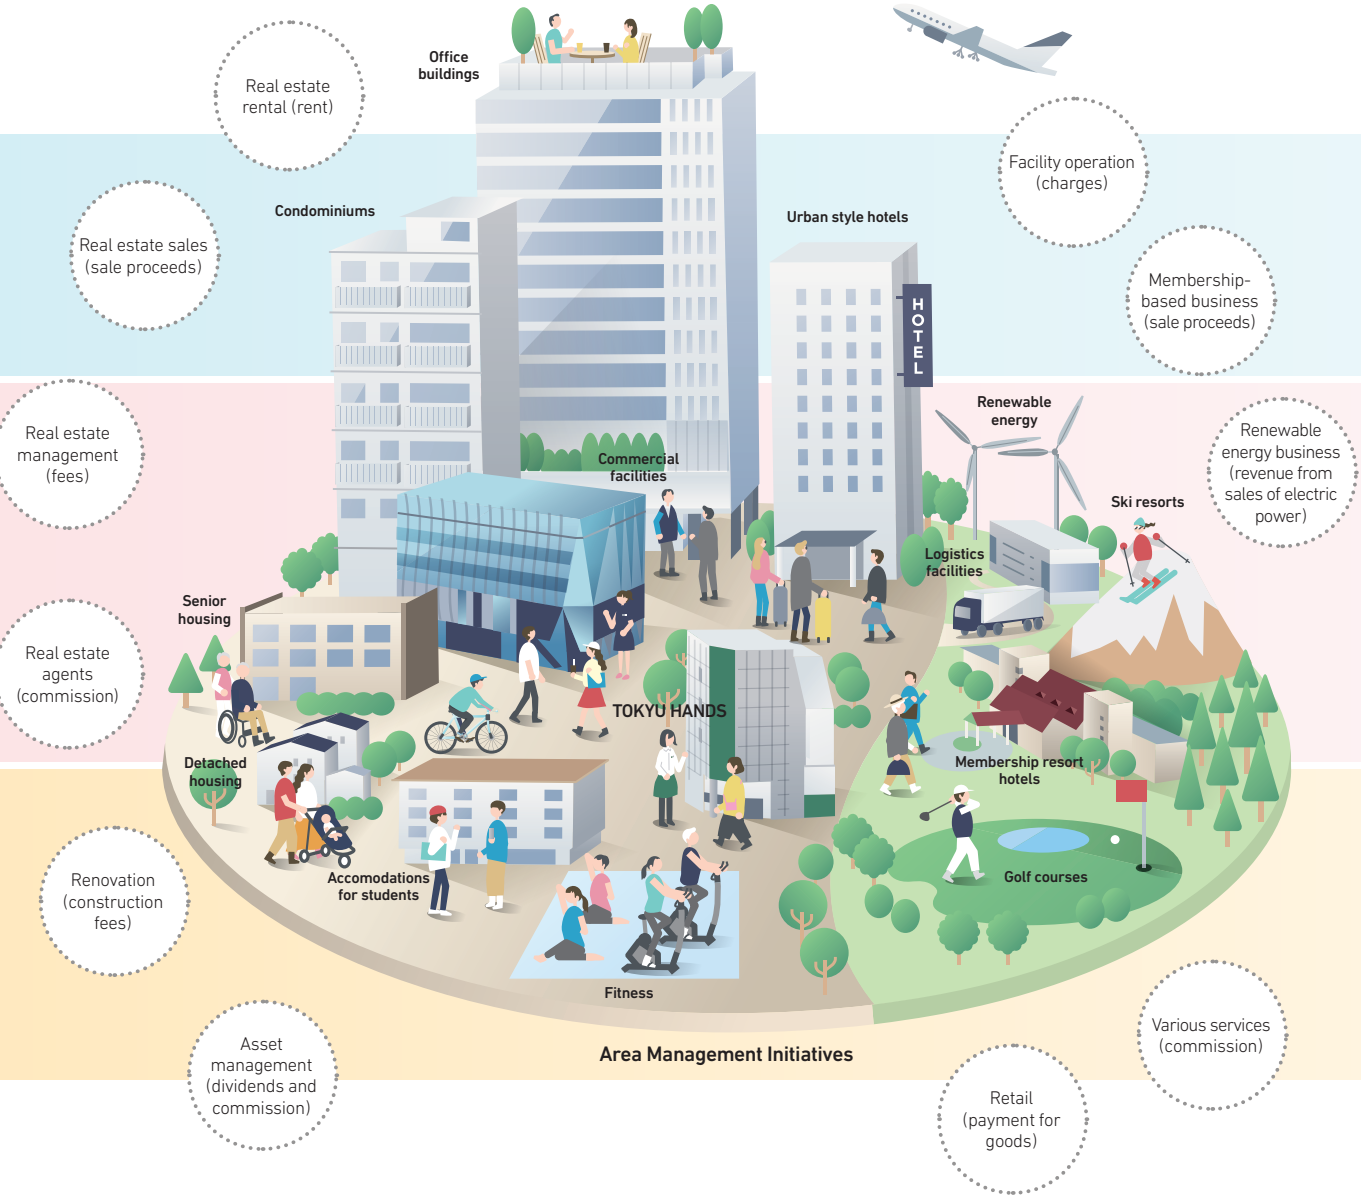 Office
buildings
Real estate
rental (rent)
Facility operation
(charges)
Condominiums
Urban style hotels
Real estate sales
(sale proceeds)
Membership-
based business
(sale proceeds)
HOTEL
Renewable
energy
Real estate
management
(fees)
Commercial
facilities
Renewable
energy business
(revenue from
sales of electric
power)
Ski resorts
Logistics
facilities
Senior
housing
Real estate
agents
(commission)
TOKYU HANDS
Detached
housing
Membership resort
hotels
Accomodations
for students
Golf courses
Renovation
(construction
fees)
Fitness
Area Management Initiatives
Various services
(commission)
Asset
management
(dividends and
commission)
Retail
(payment for
goods)